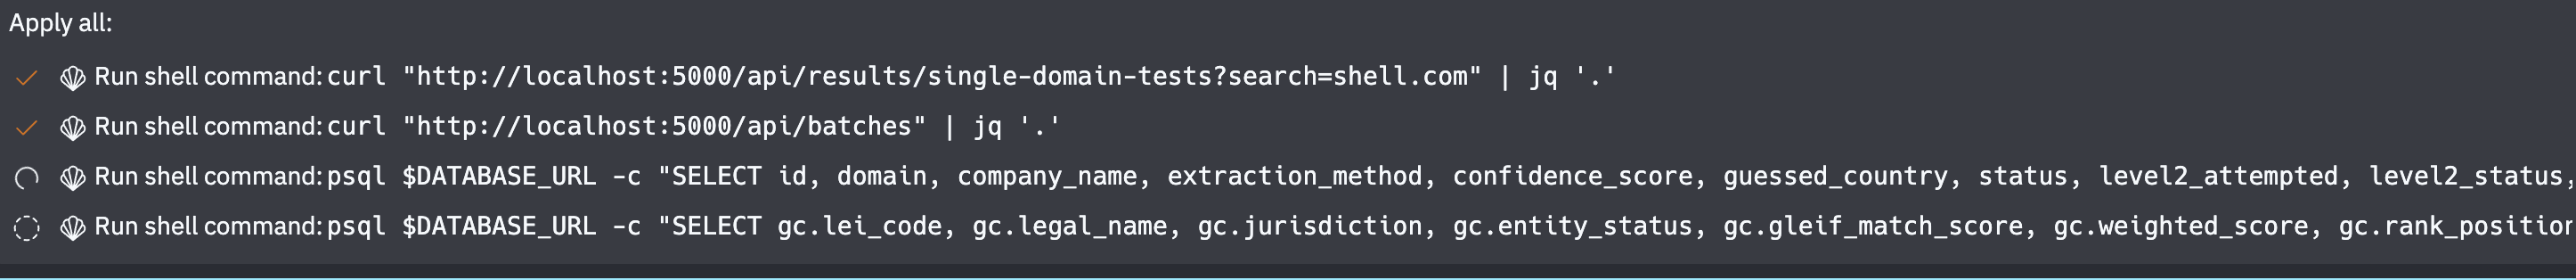 Apply all:
Run shell command: curl "http://localhost:5000/api/results/single-domain-tests?search=shell.com" | jq '.'
Run shell command: curl "http://localhost:5000/api/batches" | jq '.'
Run shell command: psql $DATABASE_URL -c "SELECT id, domain, company_name, extraction_method, confidence_score, guessed_country, status, level2_attempted, level2_status,
Run shell command: psql $DATABASE_URL -c "SELECT gc.lei_code, gc.legal_name, gc.jurisdiction, gc.entity_status, gc.gleif_match_score, gc.weighted_score, gc.rank_position